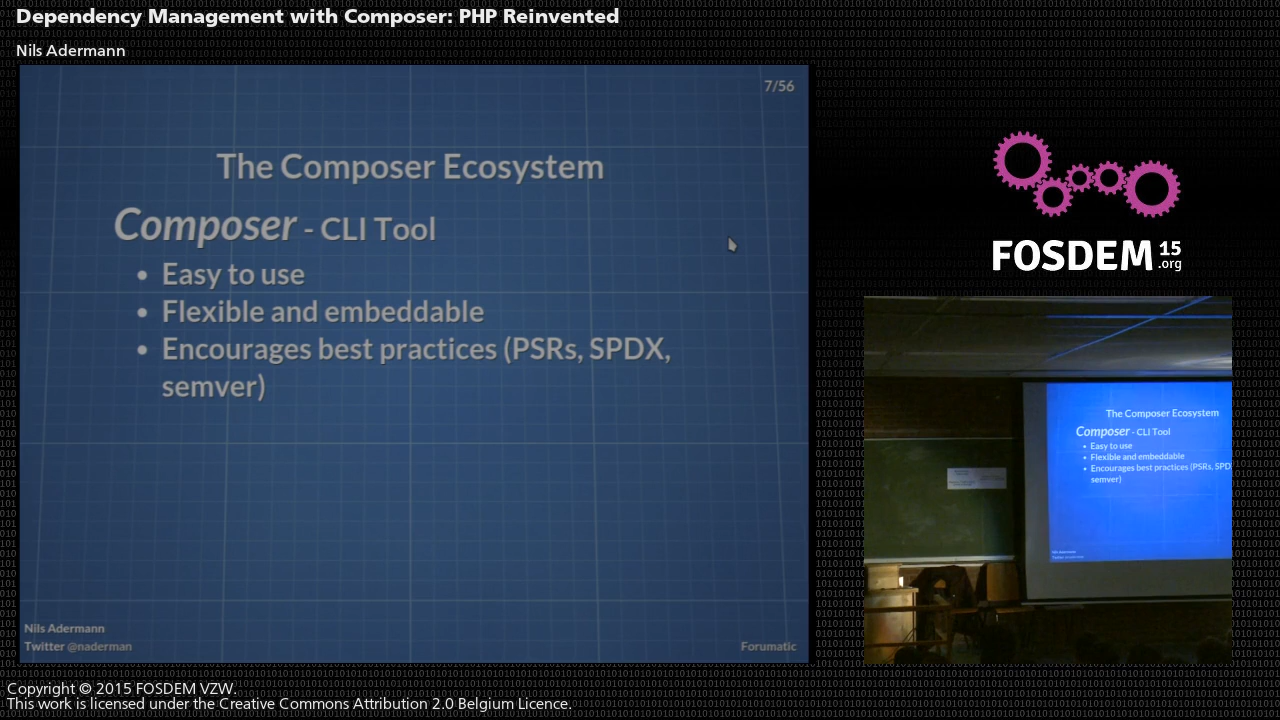 Dependency Management with Composer: PHP Reinvented
Nils Adermann
7/56
The Composer Ecosystem
Composer - CLI Tool
• Easy to use
• Flexible and embeddable
• Encourages best practices (PSRs, SPDX,
semver)
Nils Adermann
Twitter @naderman
Forumatic
FOSDEM 15
.org
The Composer Ecosystem
Composer - CLI Tool
• Easy to use
• Flexible and embeddable
• Encourages best practices (PSRs, SPD
semver)
Copyright © 2015 FOSDEM VZW.
This work is licensed under the Creative Commons Attribution 2.0 Belgium Licence.